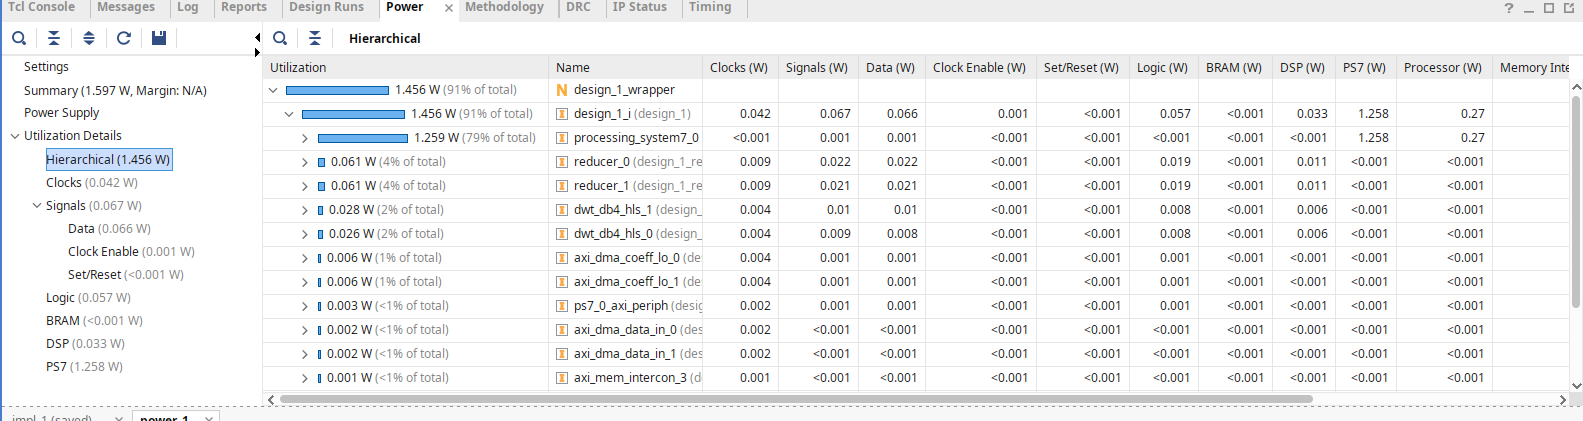 Tcl Console Messages Log Reports Design Runs Power × Methodology DRC IP Status Timing ?
Hierarchical
Settings
Summary (1.597 W, Margin: N/A)
Power Supply
Utilization Details
Hierarchical (1.456 W)
Clocks (0.042 W)
Signals (0.067 W)
Data (0.066 W)
Clock Enable (0.001 W)
Set/Reset (<0.001 W)
Logic (0.057 W)
BRAM (<0.001 W)
DSP (0.033 W)
PS7 (1.258 W)
Utilization Name Clocks (W) Signals (W) Data (W) Clock Enable (W) Set/Reset (W) Logic (W) BRAM (W) DSP (W) PS7 (W) Processor (W) Memory Inte
1.456 W (91% of total) N design_1_wrapper
1.456 W (91% of total) I design_1_i (design_1) 0.042 0.067 0.066 0.001 <0.001 0.057 <0.001 0.033 1.258 0.27
1.259 W (79% of total) I processing_system7_0 <0.001 0.001 0.001 <0.001 <0.001 <0.001 <0.001 <0.001 1.258 0.27
0.061 W (4% of total) I reducer_0 (design_1_re 0.009 0.022 0.022 <0.001 <0.001 0.019 <0.001 0.011 <0.001 <0.001
0.061 W (4% of total) I reducer_1 (design_1_re 0.009 0.021 0.021 <0.001 <0.001 0.019 <0.001 0.011 <0.001 <0.001
0.028 W (2% of total) I dwt_db4_hls_1 (design_ 0.004 0.01 0.01 <0.001 <0.001 0.008 <0.001 0.006 <0.001 <0.001
0.026 W (2% of total) I dwt_db4_hls_0 (design_ 0.004 0.009 0.008 <0.001 <0.001 0.008 <0.001 0.006 <0.001 <0.001
0.006 W (1% of total) I axi_dma_coeff_lo_0 (de 0.004 0.001 0.001 <0.001 <0.001 0.001 <0.001 <0.001 <0.001 <0.001
0.006 W (1% of total) I axi_dma_coeff_lo_1 (de 0.004 0.001 0.001 <0.001 <0.001 0.001 <0.001 <0.001 <0.001 <0.001
0.003 W (<1% of total) I ps7_0_axi_periph (desig 0.002 0.001 0.001 <0.001 <0.001 0.001 <0.001 <0.001 <0.001 <0.001
0.002 W (<1% of total) I axi_dma_data_in_0 (des 0.002 <0.001 <0.001 <0.001 <0.001 <0.001 <0.001 <0.001 <0.001 <0.001
0.002 W (<1% of total) I axi_dma_data_in_1 (des 0.002 <0.001 <0.001 <0.001 <0.001 <0.001 <0.001 <0.001 <0.001 <0.001
0.001 W (<1% of total) I axi_mem_intercon_3 (d 0.001 <0.001 <0.001 <0.001 <0.001 <0.001 <0.001 <0.001 <0.001 <0.001
impl_1 (saved) × power_1 ×